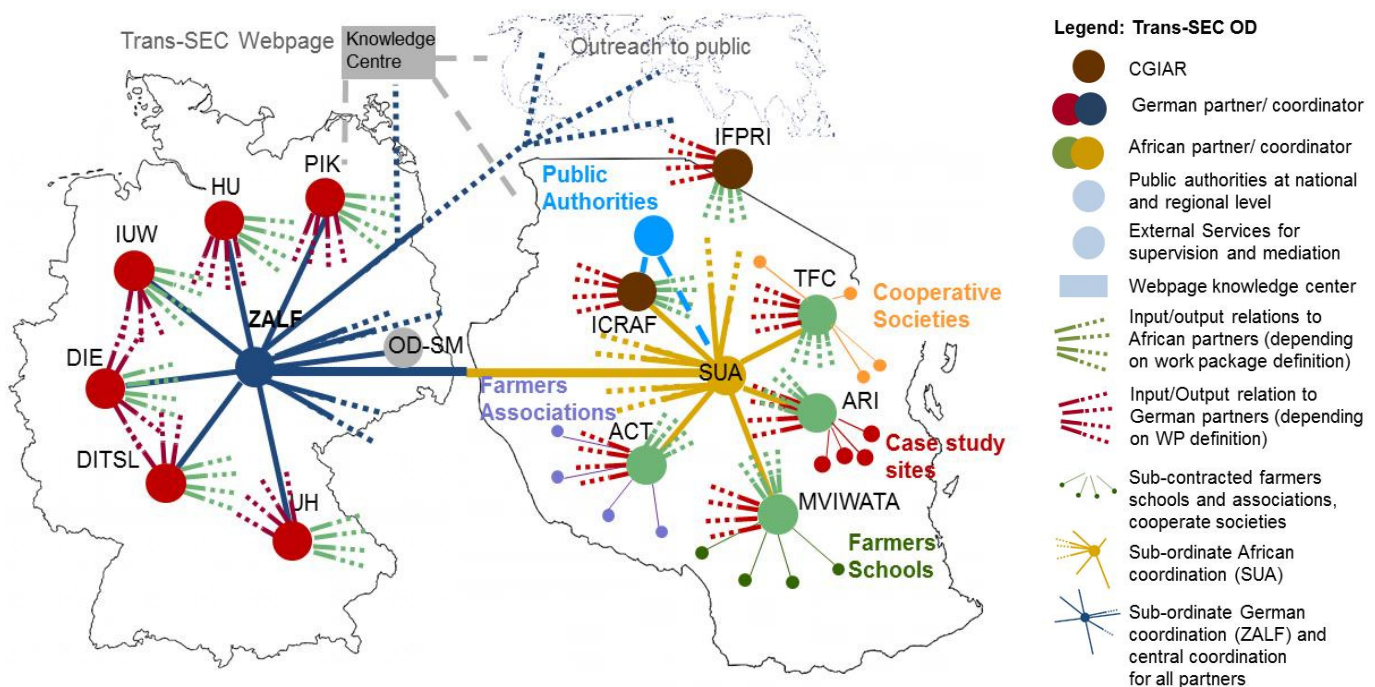 Trans-SEC Webpage
Knowledge
Centre
Outreach to public
PIK
HU
IUW
ZALF
DIE
OD-SM
DITSL
UH
IFPRI
Public
Authorities
ICRAF
TFC
Cooperative
Societies
SUA
Farmers
Associations
ACT
ARI
Case study
sites
MVIWATA
Farmers
Schools
Legend: Trans-SEC OD
CGIAR
German partner/ coordinator
African partner/ coordinator
Public authorities at national
and regional level
External Services for
supervision and mediation
Webpage knowledge center
Input/output relations to
African partners (depending
on work package definition)
Input/Output relation to
German partners (depending
on WP definition)
Sub-contracted farmers
schools and associations,
cooperate societies
Sub-ordinate African
coordination (SUA)
Sub-ordinate German
coordination (ZALF) and
central coordination
for all partners